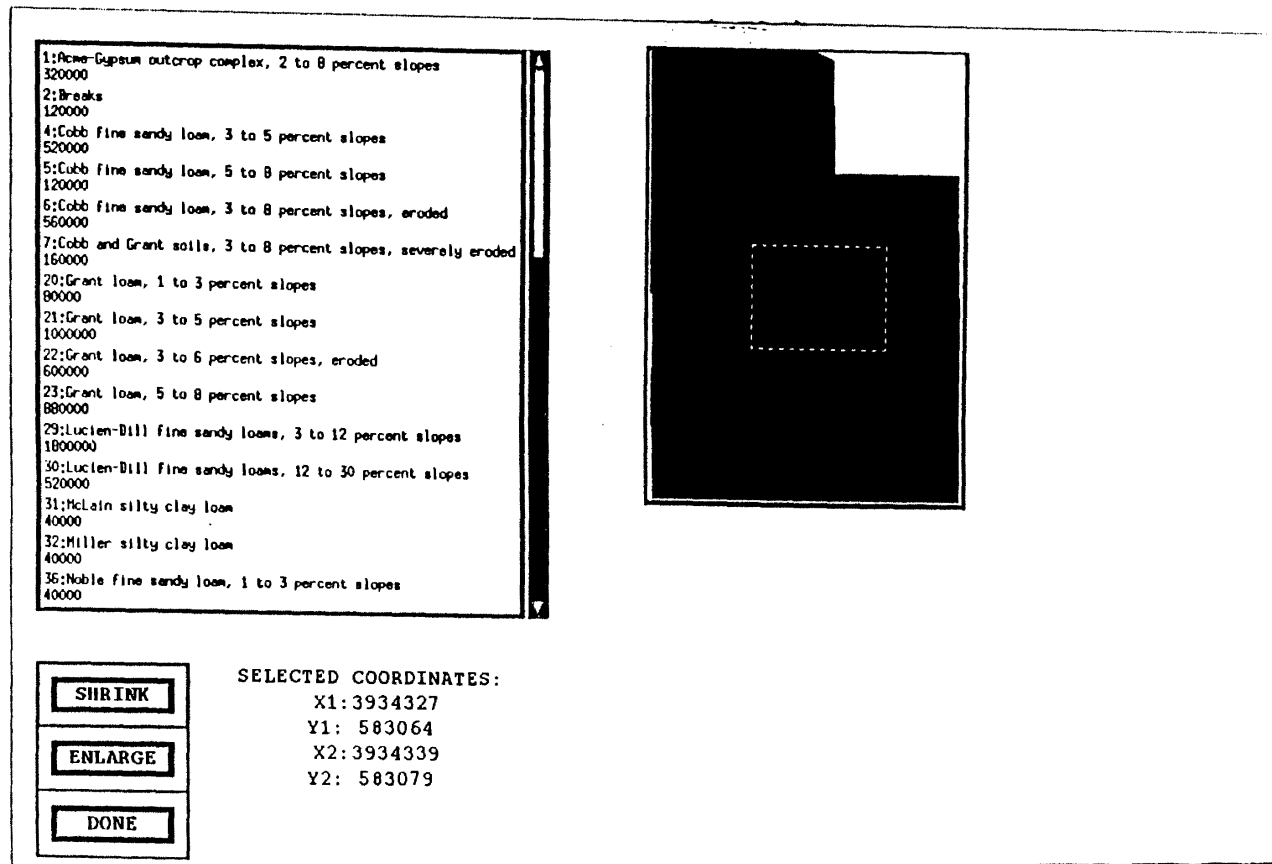 1:Acme-Gypsum outcrop complex, 2 to 8 percent slopes
320000
2:Breaks
120000
4:Cobb fine sandy loam, 3 to 5 percent slopes
520000
5:Cobb fine sandy loam, 5 to 8 percent slopes
120000
6:Cobb fine sandy loam, 3 to 8 percent slopes, eroded
560000
7:Cobb and Grant soils, 3 to 8 percent slopes, severely eroded
160000
20:Grant loam, 1 to 3 percent slopes
80000
21:Grant loam, 3 to 5 percent slopes
1000000
22:Grant loam, 3 to 6 percent slopes, eroded
600000
23:Grant loam, 5 to 8 percent slopes
880000
29:Lucien-Dill fine sandy loams, 3 to 12 percent slopes
1800000
30:Lucien-Dill fine sandy loams, 12 to 30 percent slopes
520000
31:McLain silty clay loam
40000
32:Miller silty clay loam
40000
36:Noble fine sandy loam, 1 to 3 percent slopes
40000
SHRINK
ENLARGE
DONE
SELECTED COORDINATES:
X1:3934327
Y1: 583064
X2:3934339
Y2: 583079